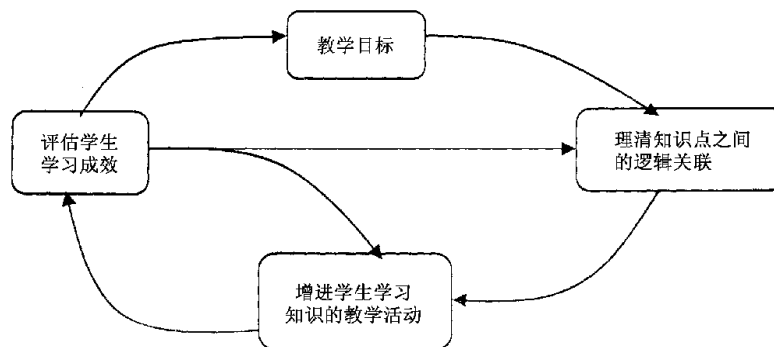 教学目标
评估学生
学习成效
理清知识点之间
的逻辑关联
增进学生学习
知识的教学活动